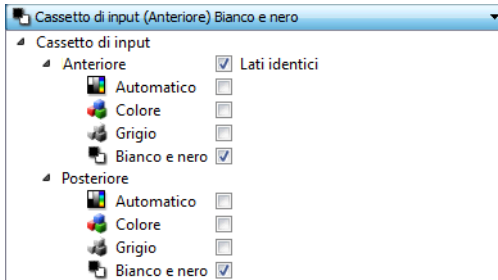 Cassetto di input (Anteriore) Bianco e nero
Cassetto di input
Anteriore Lati identici
Automatico
Colore
Grigio
Bianco e nero
Posteriore
Automatico
Colore
Grigio
Bianco e nero